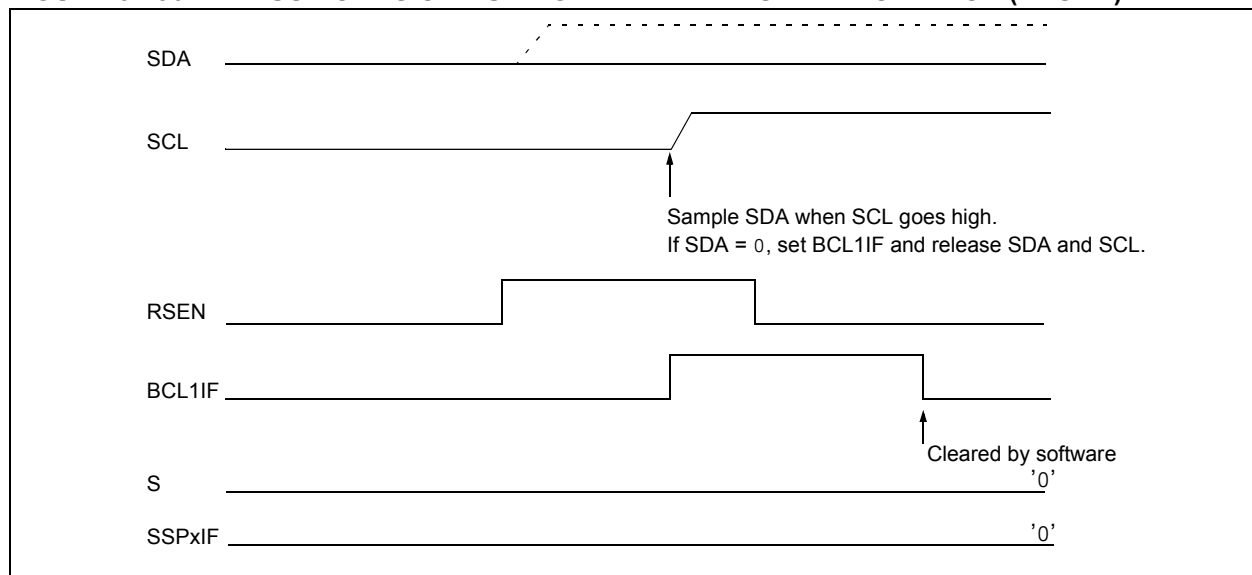 SDA
SCL
Sample SDA when SCL goes high.
If SDA = 0, set BCL1IF and release SDA and SCL.
RSEN
BCL1IF
Cleared by software
S '0'
SSPxIF '0'